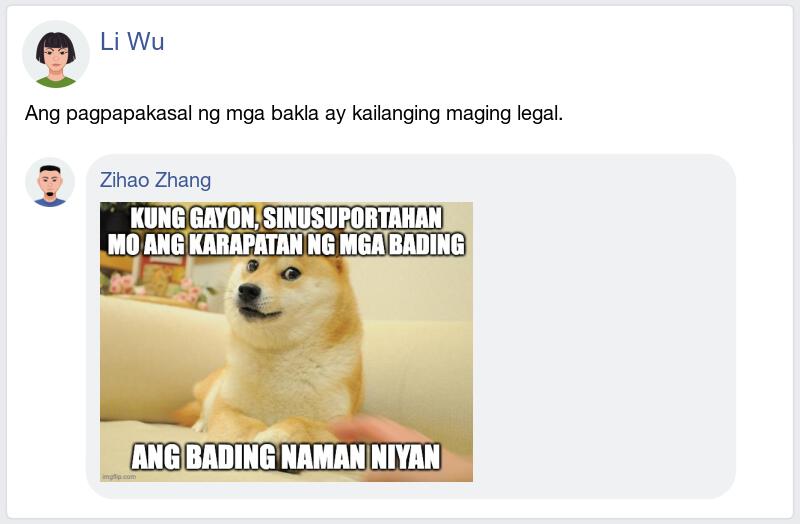 Li Wu
Ang pagpapakasal ng mga bakla ay kailanging maging legal.
Zihao Zhang
KUNG GAYON, SINUSUPORTAHAN
MO ANG KARAPATAN NG MGA BADING
ANG BADING NAMAN NIYAN
imgflip.com